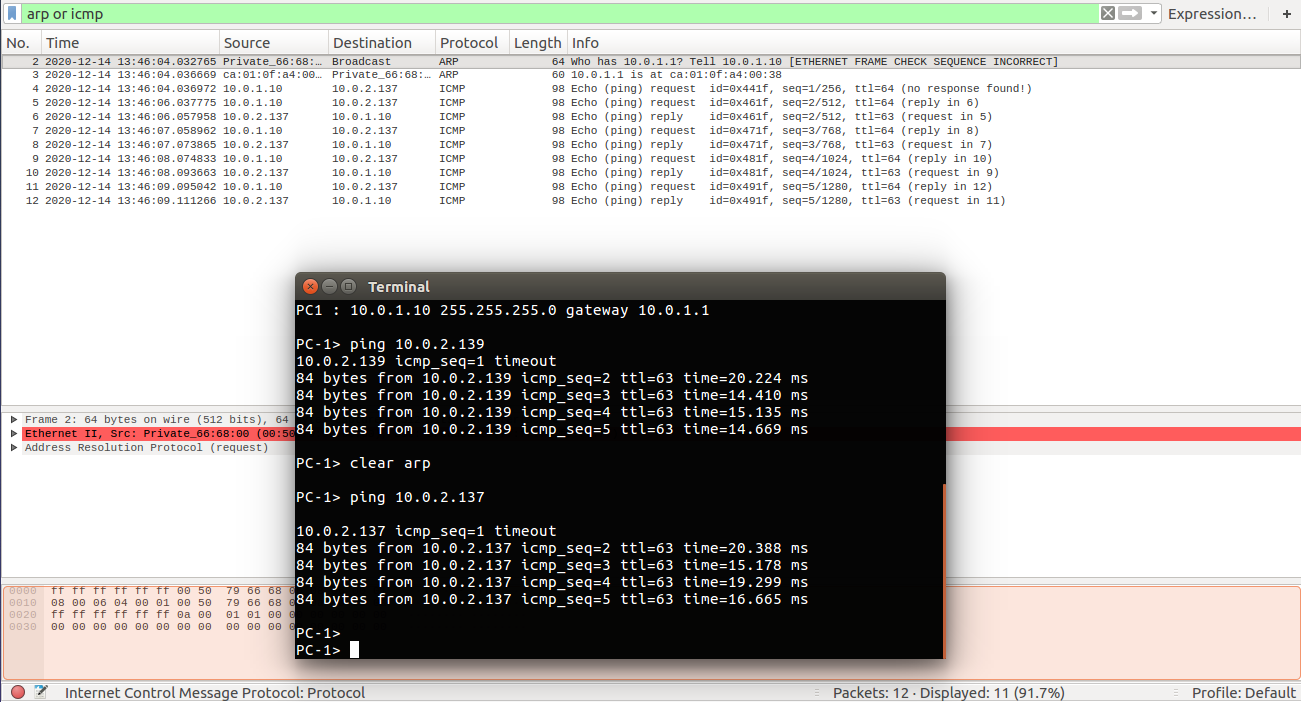 arp or icmp Expression… +
No. Time Source Destination Protocol Length Info
2 2020-12-14 13:46:04.032765 Private_66:68:… Broadcast ARP 64 Who has 10.0.1.1? Tell 10.0.1.10 [ETHERNET FRAME CHECK SEQUENCE INCORRECT]
3 2020-12-14 13:46:04.036669 ca:01:0f:a4:00… Private_66:68:… ARP 60 10.0.1.1 is at ca:01:0f:a4:00:38
4 2020-12-14 13:46:04.036972 10.0.1.10 10.0.2.137 ICMP 98 Echo (ping) request id=0x441f, seq=1/256, ttl=64 (no response found!)
5 2020-12-14 13:46:06.037775 10.0.1.10 10.0.2.137 ICMP 98 Echo (ping) request id=0x461f, seq=2/512, ttl=64 (reply in 6)
6 2020-12-14 13:46:06.057958 10.0.2.137 10.0.1.10 ICMP 98 Echo (ping) reply id=0x461f, seq=2/512, ttl=63 (request in 5)
7 2020-12-14 13:46:07.058962 10.0.1.10 10.0.2.137 ICMP 98 Echo (ping) request id=0x471f, seq=3/768, ttl=64 (reply in 8)
8 2020-12-14 13:46:07.073865 10.0.2.137 10.0.1.10 ICMP 98 Echo (ping) reply id=0x471f, seq=3/768, ttl=63 (request in 7)
9 2020-12-14 13:46:08.074833 10.0.1.10 10.0.2.137 ICMP 98 Echo (ping) request id=0x481f, seq=4/1024, ttl=64 (reply in 10)
10 2020-12-14 13:46:08.093663 10.0.2.137 10.0.1.10 ICMP 98 Echo (ping) reply id=0x481f, seq=4/1024, ttl=63 (request in 9)
11 2020-12-14 13:46:09.095042 10.0.1.10 10.0.2.137 ICMP 98 Echo (ping) request id=0x491f, seq=5/1280, ttl=64 (reply in 12)
12 2020-12-14 13:46:09.111266 10.0.2.137 10.0.1.10 ICMP 98 Echo (ping) reply id=0x491f, seq=5/1280, ttl=63 (request in 11)
Terminal
PC1 : 10.0.1.10 255.255.255.0 gateway 10.0.1.1
PC-1> ping 10.0.2.139
10.0.2.139 icmp_seq=1 timeout
84 bytes from 10.0.2.139 icmp_seq=2 ttl=63 time=20.224 ms
84 bytes from 10.0.2.139 icmp_seq=3 ttl=63 time=14.410 ms
84 bytes from 10.0.2.139 icmp_seq=4 ttl=63 time=15.135 ms
84 bytes from 10.0.2.139 icmp_seq=5 ttl=63 time=14.669 ms
PC-1> clear arp
PC-1> ping 10.0.2.137
10.0.2.137 icmp_seq=1 timeout
84 bytes from 10.0.2.137 icmp_seq=2 ttl=63 time=20.388 ms
84 bytes from 10.0.2.137 icmp_seq=3 ttl=63 time=15.178 ms
84 bytes from 10.0.2.137 icmp_seq=4 ttl=63 time=19.299 ms
84 bytes from 10.0.2.137 icmp_seq=5 ttl=63 time=16.665 ms
PC-1>
PC-1>
Frame 2: 64 bytes on wire (512 bits), 64
Ethernet II, Src: Private_66:68:00 (00:50
Address Resolution Protocol (request)
0000 ff ff ff ff ff ff 00 50 79 66 68 0
0010 08 00 06 04 00 01 00 50 79 66 68 0
0020 ff ff ff ff ff ff 0a 00 01 01 00 0
0030 00 00 00 00 00 00 00 00 00 00 00 0
Internet Control Message Protocol: Protocol Packets: 12 · Displayed: 11 (91.7%) Profile: Default